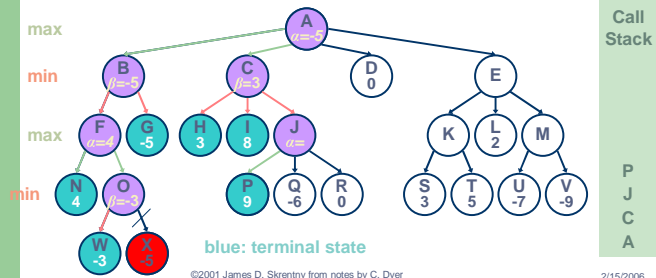 max
A
α=-5
Call
Stack
min
B
β=-5
C
β=3
D
0
E
max
F
α=4
G
-5
H
3
I
8
J
α=
K
L
2
M
min
N
4
O
β=-3
P
9
Q
-6
R
0
S
3
T
5
U
-7
V
-9
P
J
C
A
W
-3
X
-5
blue: terminal state
©2001 James D. Skrentny from notes by C. Dyer
2/15/2006